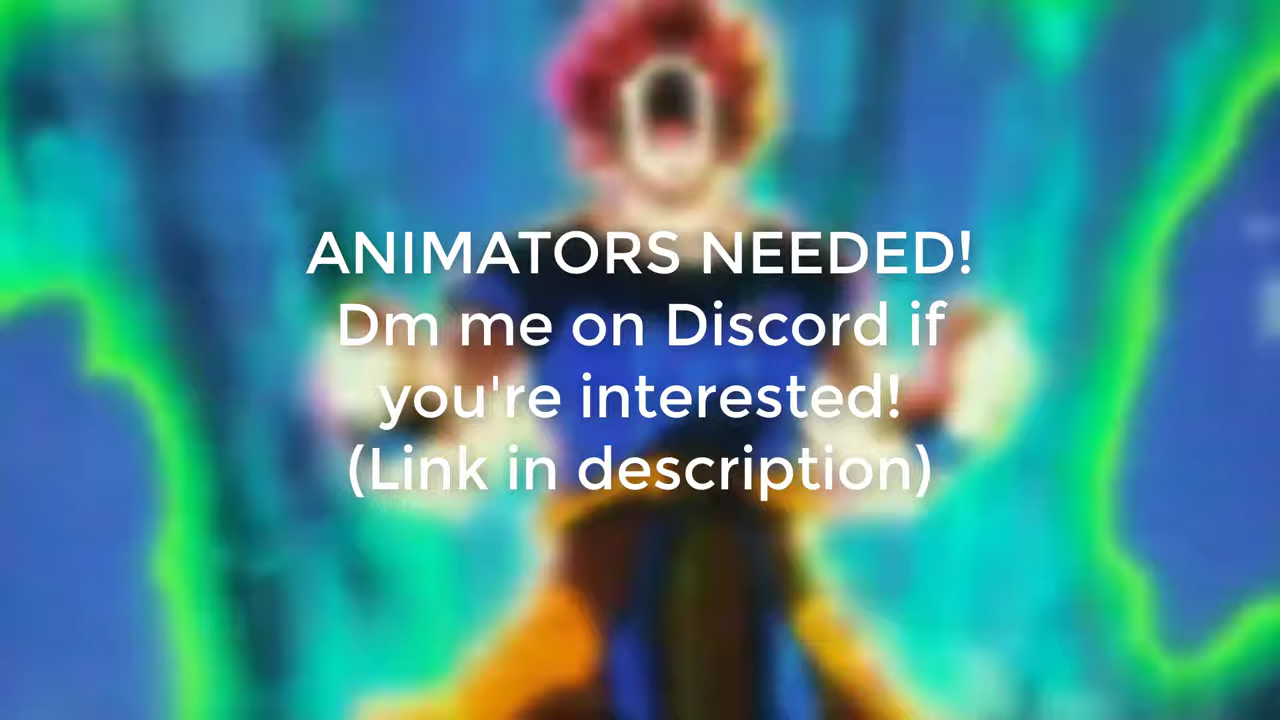 ANIMATORS NEEDED!
Dm me on Discord if
you're interested!
(Link in description)